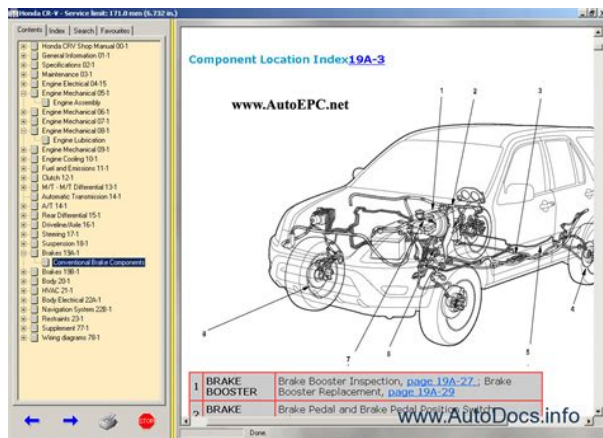 Honda CR-V - Service limit: 171.0 mm (6.732 in.)
Contents
Index
Search
Favourites
Honda CRV Shop Manual 00-1
General Information 01-1
Specifications 02-1
Maintenance 03-1
Engine Electrical 04-15
Engine Mechanical 05-1
Engine Assembly
Engine Mechanical 06-1
Engine Mechanical 07-1
Engine Mechanical 08-1
Engine Lubrication
Engine Mechanical 09-1
Engine Cooling 10-1
Fuel and Emissions 11-1
Clutch 12-1
M/T - M/T Differential 13-1
Automatic Transmission 14-1
A/T 14-1
Rear Differential 15-1
Driveline/Axle 16-1
Steering 17-1
Suspension 18-1
Brakes 19A-1
Conventional Brake Components
Brakes 19B-1
Body 20-1
HVAC 21-1
Body Electrical 22A-1
Navigation System 22B-1
Restraints 23-1
Supplement 77-1
Wiring diagrams 78-1
STOP
Component Location Index19A-3
www.AutoEPC.net
1
2
3
4
5
6
7
8
1 BRAKE BOOSTER Brake Booster Inspection, page 19A-27 ; Brake
Booster Replacement, page 19A-29
2 BRAKE Brake Pedal and Brake Pedal Position Switch
www.AutoDocs.info
Done.